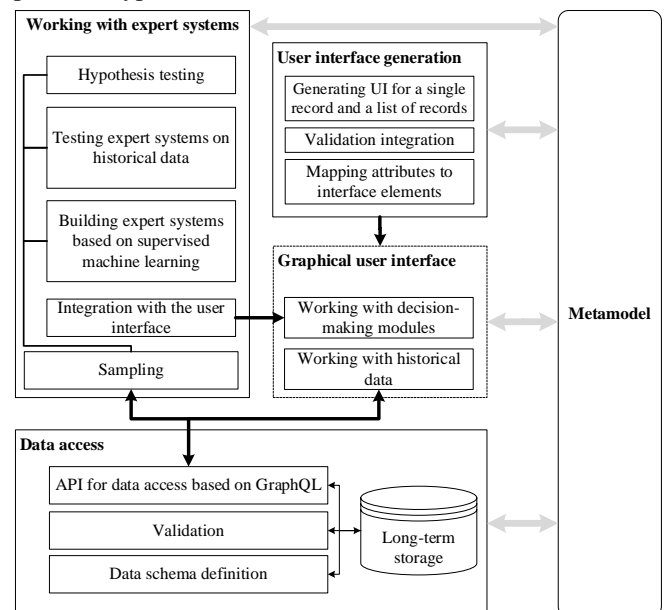 Working with expert systems
Hypothesis testing
Testing expert systems on
historical data
Building expert systems
based on supervised
machine learning
Integration with the user
interface
Sampling
User interface generation
Generating UI for a single
record and a list of records
Validation integration
Mapping attributes to
interface elements
Graphical user interface
Working with decision-
making modules
Working with historical
data
Metamodel
Data access
API for data access based on GraphQL
Validation
Data schema definition
Long-term
storage